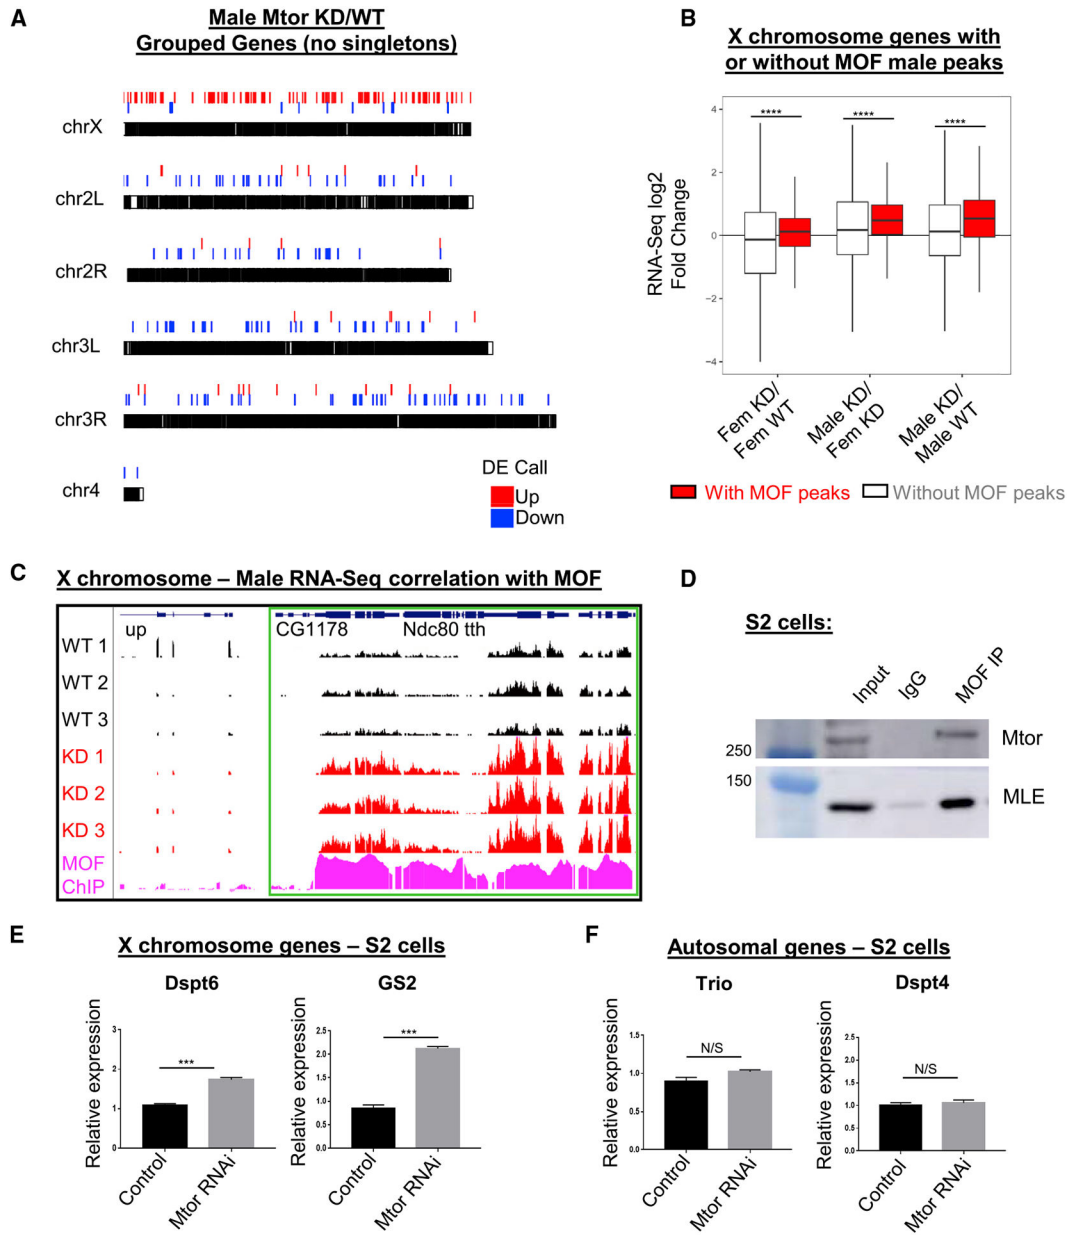 A
Male Mtor KD/WT
Grouped Genes (no singletons)
chrX
chr2L
chr2R
chr3L
chr3R
chr4
DE Call
Up
Down
B
X chromosome genes with
or without MOF male peaks
RNA-Seq log2
Fold Change
4
2
0
−2
−4
****
****
****
Fem KD/
Fem WT
Male KD/
Fem KD
Male KD/
Male WT
With MOF peaks
Without MOF peaks
C
X chromosome – Male RNA-Seq correlation with MOF
up
CG1178
Ndc80 tth
WT 1
WT 2
WT 3
KD 1
KD 2
KD 3
MOF
ChIP
D
S2 cells:
Input
IgG
MOF IP
250
150
Mtor
MLE
E
X chromosome genes – S2 cells
Dspt6
Relative expression
3
2
1
0
***
Control
Mtor RNAi
GS2
Relative expression
2.5
2.0
1.5
1.0
0.5
0.0
***
Control
Mtor RNAi
F
Autosomal genes – S2 cells
Trio
Relative expression
1.5
1.0
0.5
0.0
N/S
Control
Mtor RNAi
Dspt4
Relative expression
2.5
2.0
1.5
1.0
0.5
0.0
N/S
Control
Mtor RNAi